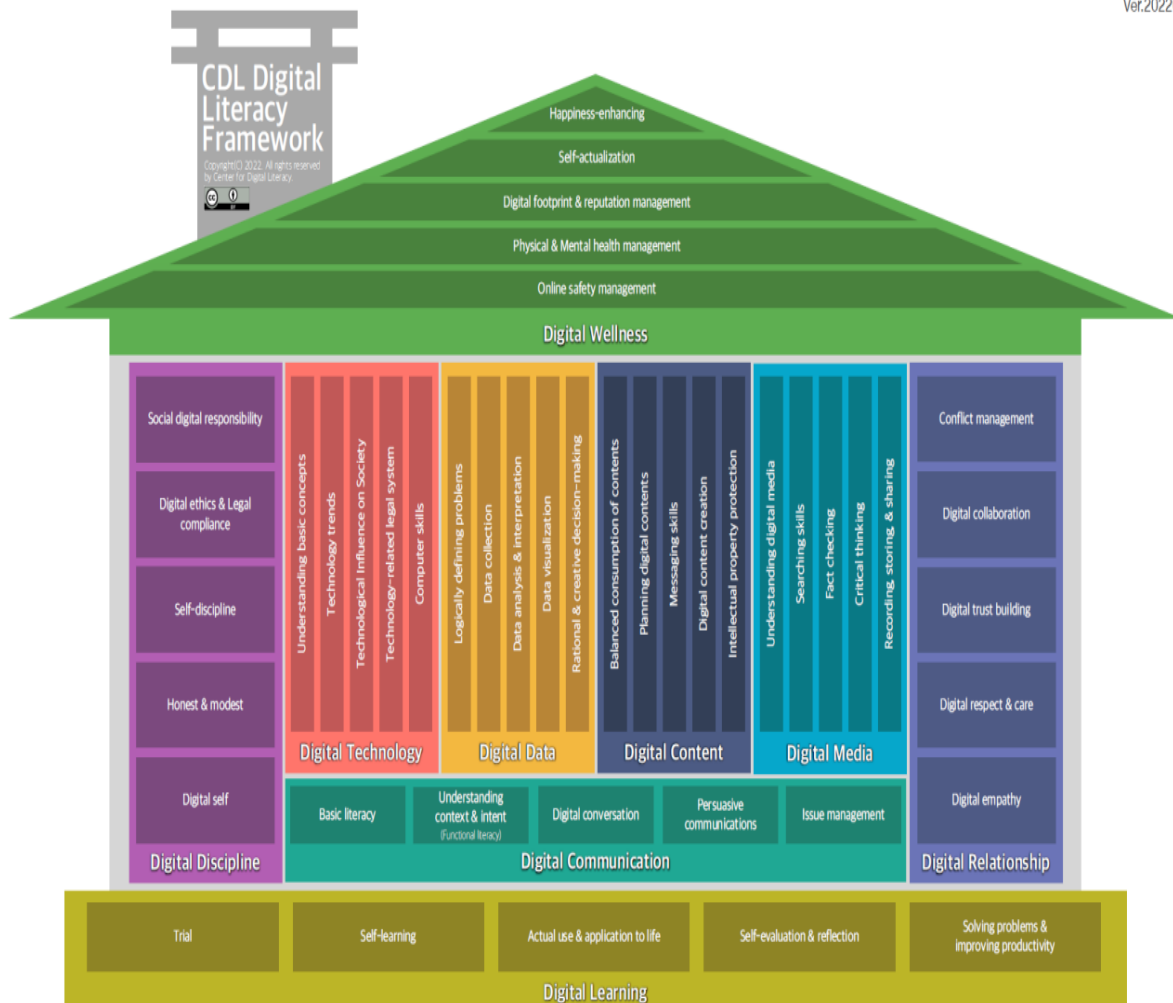 Ver.2022
CDL Digital
Literacy
Framework
Copyright(C) 2022. All rights reserved
by Center for Digital Literacy.
cc
BY
Happiness-enhancing
Self-actualization
Digital footprint & reputation management
Physical & Mental health management
Online safety management
Digital Wellness
Social digital responsibility
Digital ethics & Legal
compliance
Self-discipline
Honest & modest
Digital self
Digital Discipline
Understanding basic concepts
Technology trends
Technological Influence on Society
Technology-related legal system
Computer skills
Digital Technology
Logically defining problems
Data collection
Data analysis & interpretation
Data visualization
Rational & creative decision-making
Digital Data
Balanced consumption of contents
Planning digital contents
Messaging skills
Digital content creation
Intellectual property protection
Digital Content
Understanding digital media
Searching skills
Fact checking
Critical thinking
Recording, storing, & sharing
Digital Media
Conflict management
Digital collaboration
Digital trust building
Digital respect & care
Digital empathy
Digital Relationship
Basic literacy
Understanding
context & intent
(Functional literacy)
Digital conversation
Persuasive
communications
Issue management
Digital Communication
Trial
Self-learning
Actual use & application to life
Self-evaluation & reflection
Solving problems &
improving productivity
Digital Learning